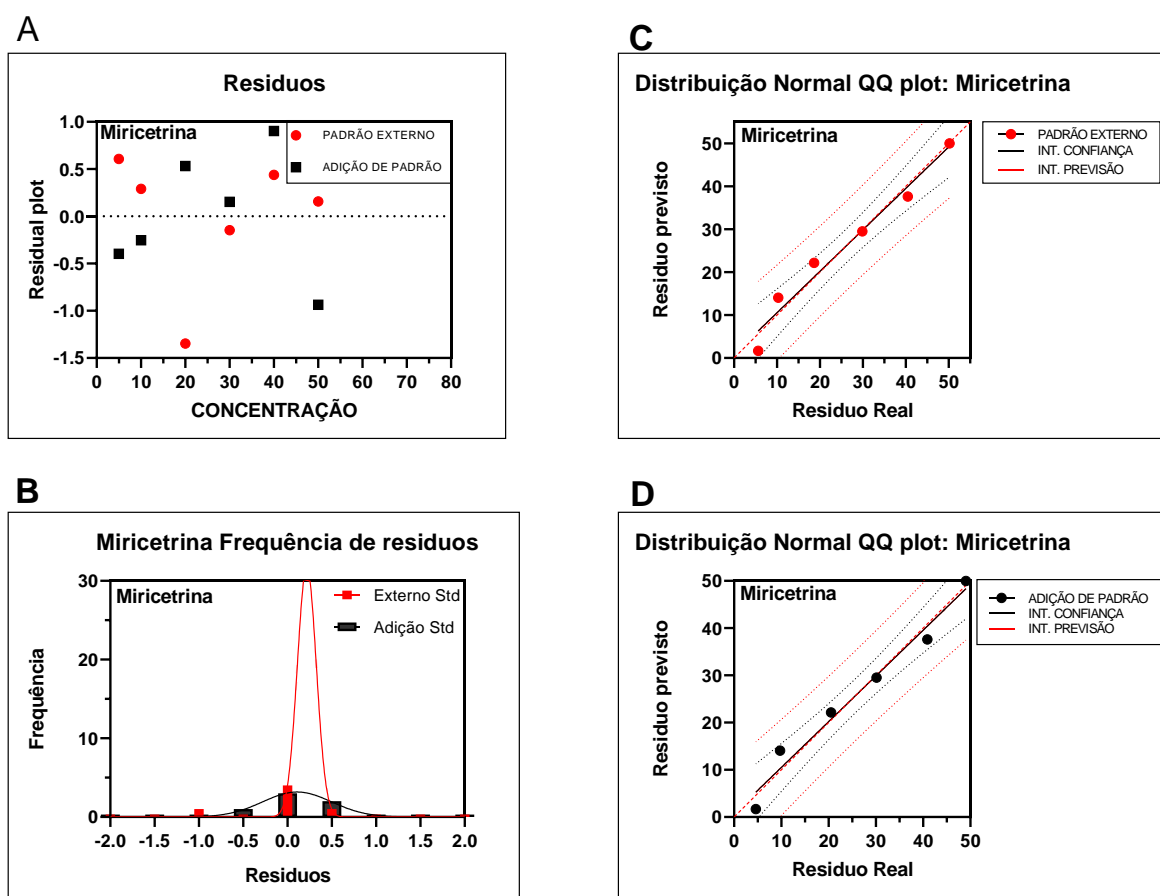 A
Residuos
Miricetrina
PADRÃO EXTERNO
ADIÇÃO DE PADRÃO
1.0
0.5
0.0
-0.5
-1.0
-1.5
Residual plot
0 10 20 30 40 50 60 70 80
CONCENTRAÇÃO
B
Miricetrina Frequência de residuos
Miricetrina
Externo Std
Adição Std
30
20
10
0
Frequência
-2.0 -1.5 -1.0 -0.5 0.0 0.5 1.0 1.5 2.0
Residuos
C
Distribuição Normal QQ plot: Miricetrina
Miricetrina
PADRÃO EXTERNO
INT. CONFIANÇA
INT. PREVISÃO
50
40
30
20
10
0
Residuo previsto
0 10 20 30 40 50
Residuo Real
D
Distribuição Normal QQ plot: Miricetrina
Miricetrina
ADIÇÃO DE PADRÃO
INT. CONFIANÇA
INT. PREVISÃO
50
40
30
20
10
0
Residuo previsto
0 10 20 30 40 50
Residuo Real